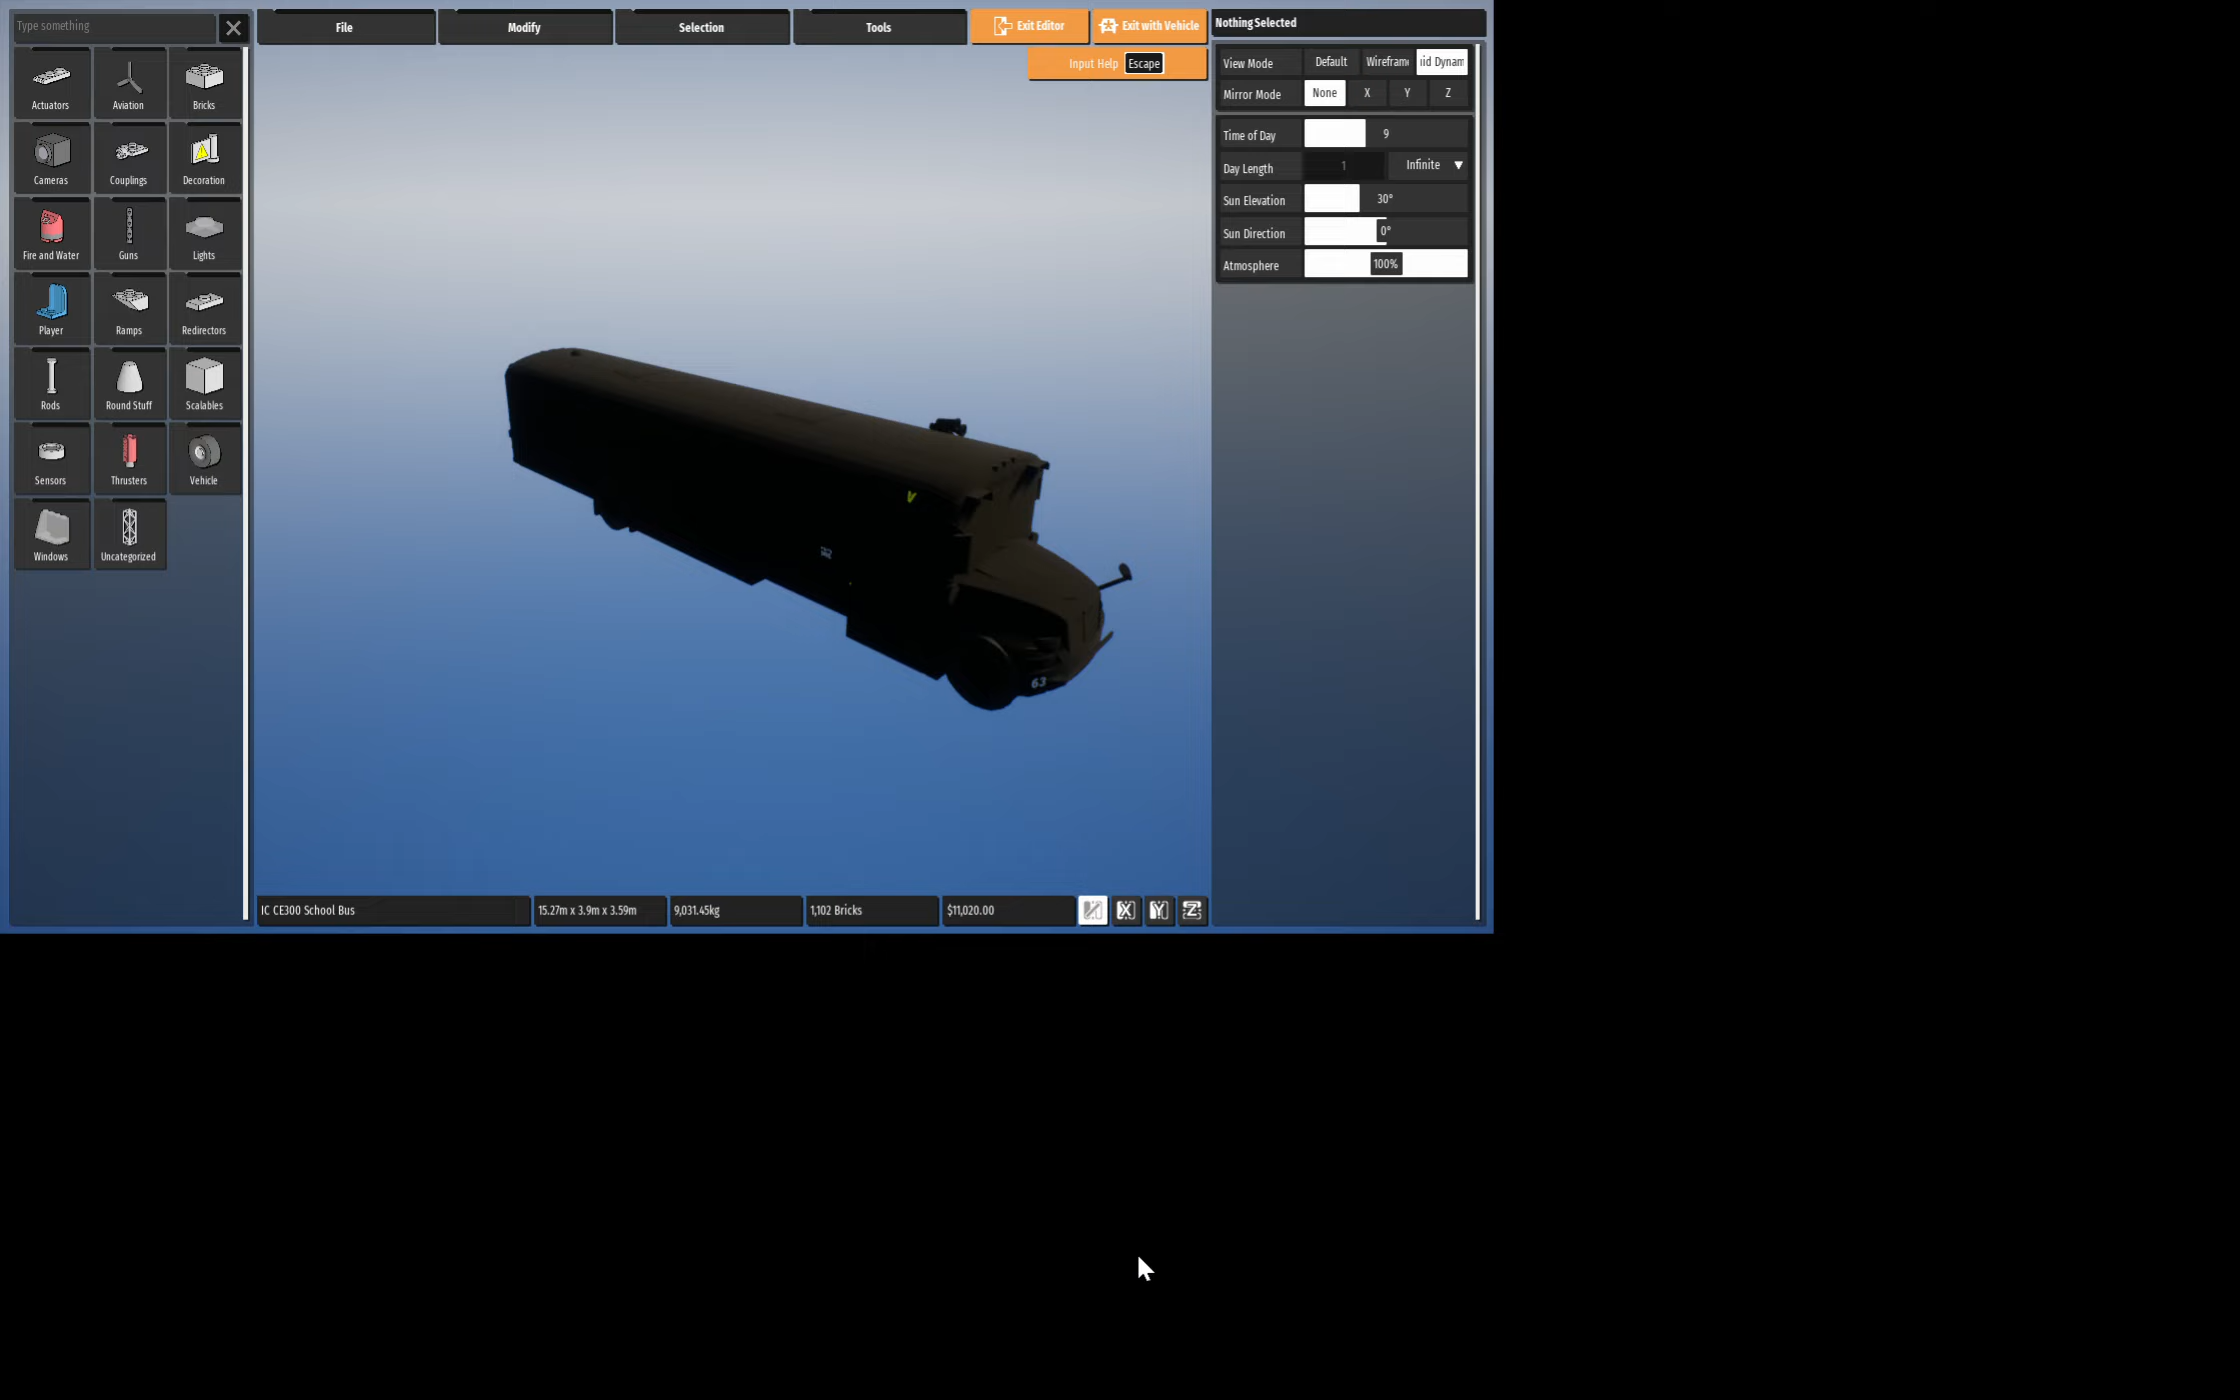 Type something
File
Modify
Selection
Tools
Exit Editor
Exit with Vehicle
Nothing Selected
Input Help Escape
Actuators
Aviation
Bricks
Cameras
Couplings
Decoration
Fire and Water
Guns
Lights
Player
Ramps
Redirectors
Rods
Round Stuff
Scalables
Sensors
Thrusters
Vehicle
Windows
Uncategorized
View Mode Default Wirefram iid Dynam
Mirror Mode None X Y Z
Time of Day 9
Day Length 1 Infinite
Sun Elevation 30°
Sun Direction 0°
Atmosphere 100%
63
IC CE300 School Bus
15.27m x 3.9m x 3.59m
9,031.45kg
1,102 Bricks
$11,020.00
X
Y
Z